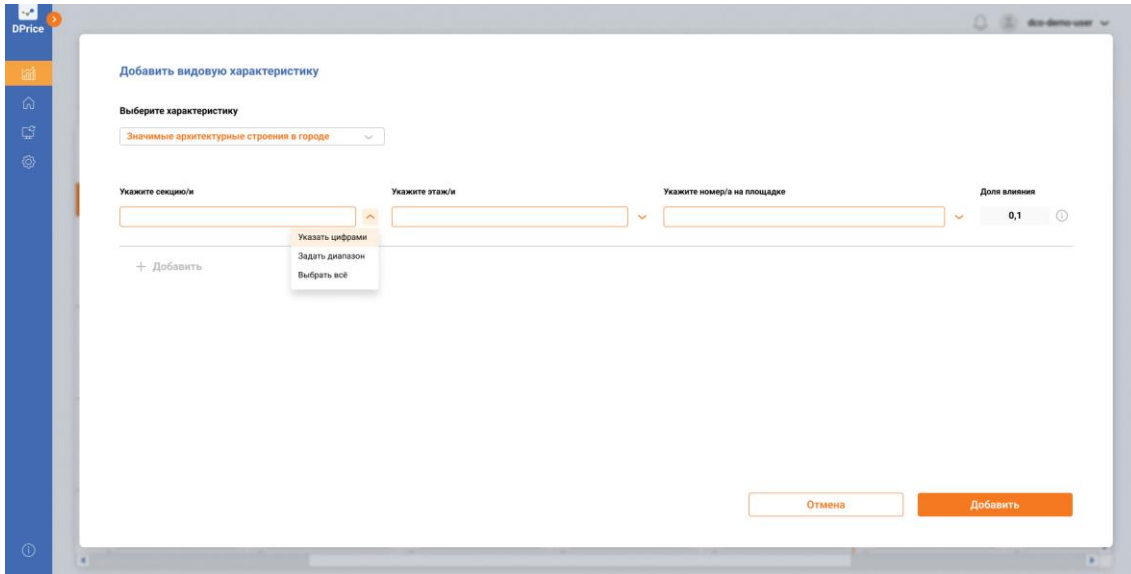 DPrice
dco-demo-user
Добавить видовую характеристику
Выберите характеристику
Значимые архитектурные строения в городе
Укажите секцию/и
Укажите этаж/и
Укажите номер/а на площадке
Доля влияния
0,1
Указать цифрами
Задать диапазон
Выбрать всё
+ Добавить
Отмена
Добавить